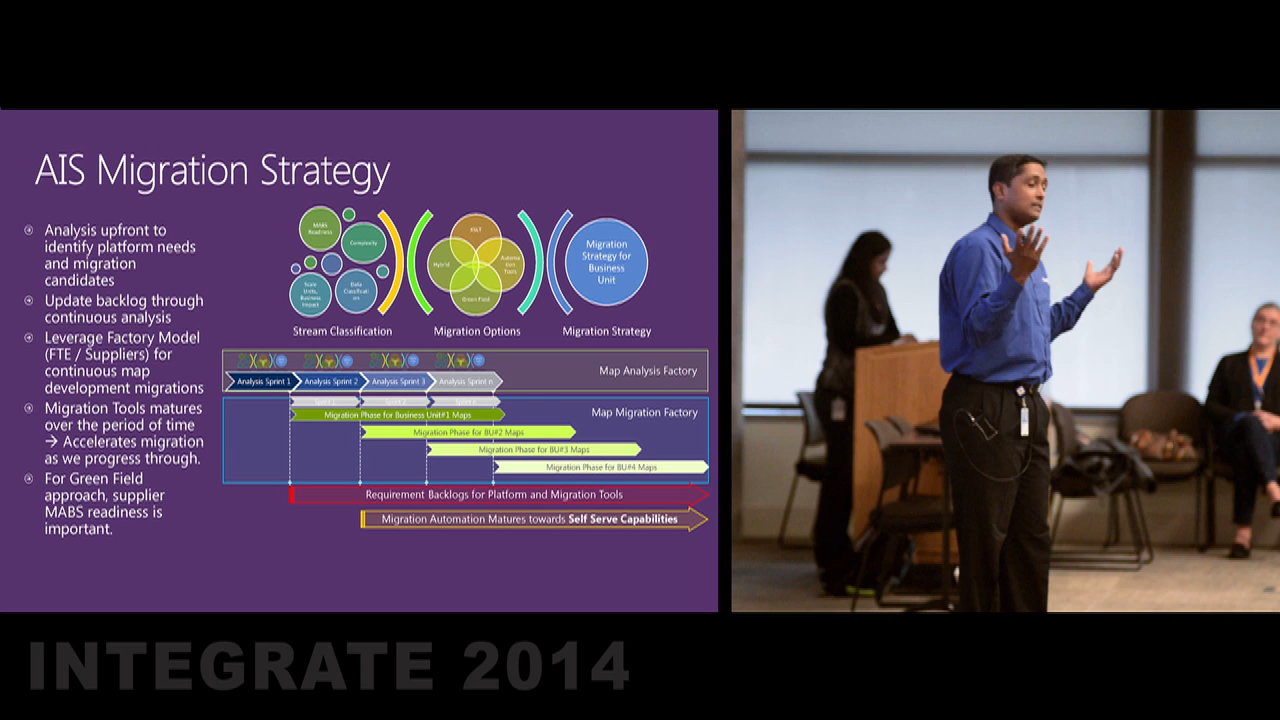 AIS Migration Strategy
Analysis upfront to
identify platform needs
and migration
candidates
Update backlog through
continuous analysis
Leverage Factory Model
(FTE / Suppliers) for
continuous map
development migrations
Migration Tools matures
over the period of time
→ Accelerates migration
as we progress through.
For Green Field
approach, supplier
MABS readiness is
important.
MABS
Readiness
Complexity
Scale
Units,
Business
Impact
Data
Classificati
on
Stream Classification
XSLT
Hybrid
Automa
tion
Tools
Green Field
Migration Options
Migration
Strategy for
Business
Unit
Migration Strategy
Map Analysis Factory
Analysis Sprint 1
Analysis Sprint 2
Analysis Sprint 3
Analysis Sprint n
Map Migration Factory
Migration Phase for Business Unit#1 Maps
Migration Phase for BU#2 Maps
Migration Phase for BU#3 Maps
Migration Phase for BU#4 Maps
Requirement Backlogs for Platform and Migration Tools
Migration Automation Matures towards Self Serve Capabilities
INTEGRATE 2014